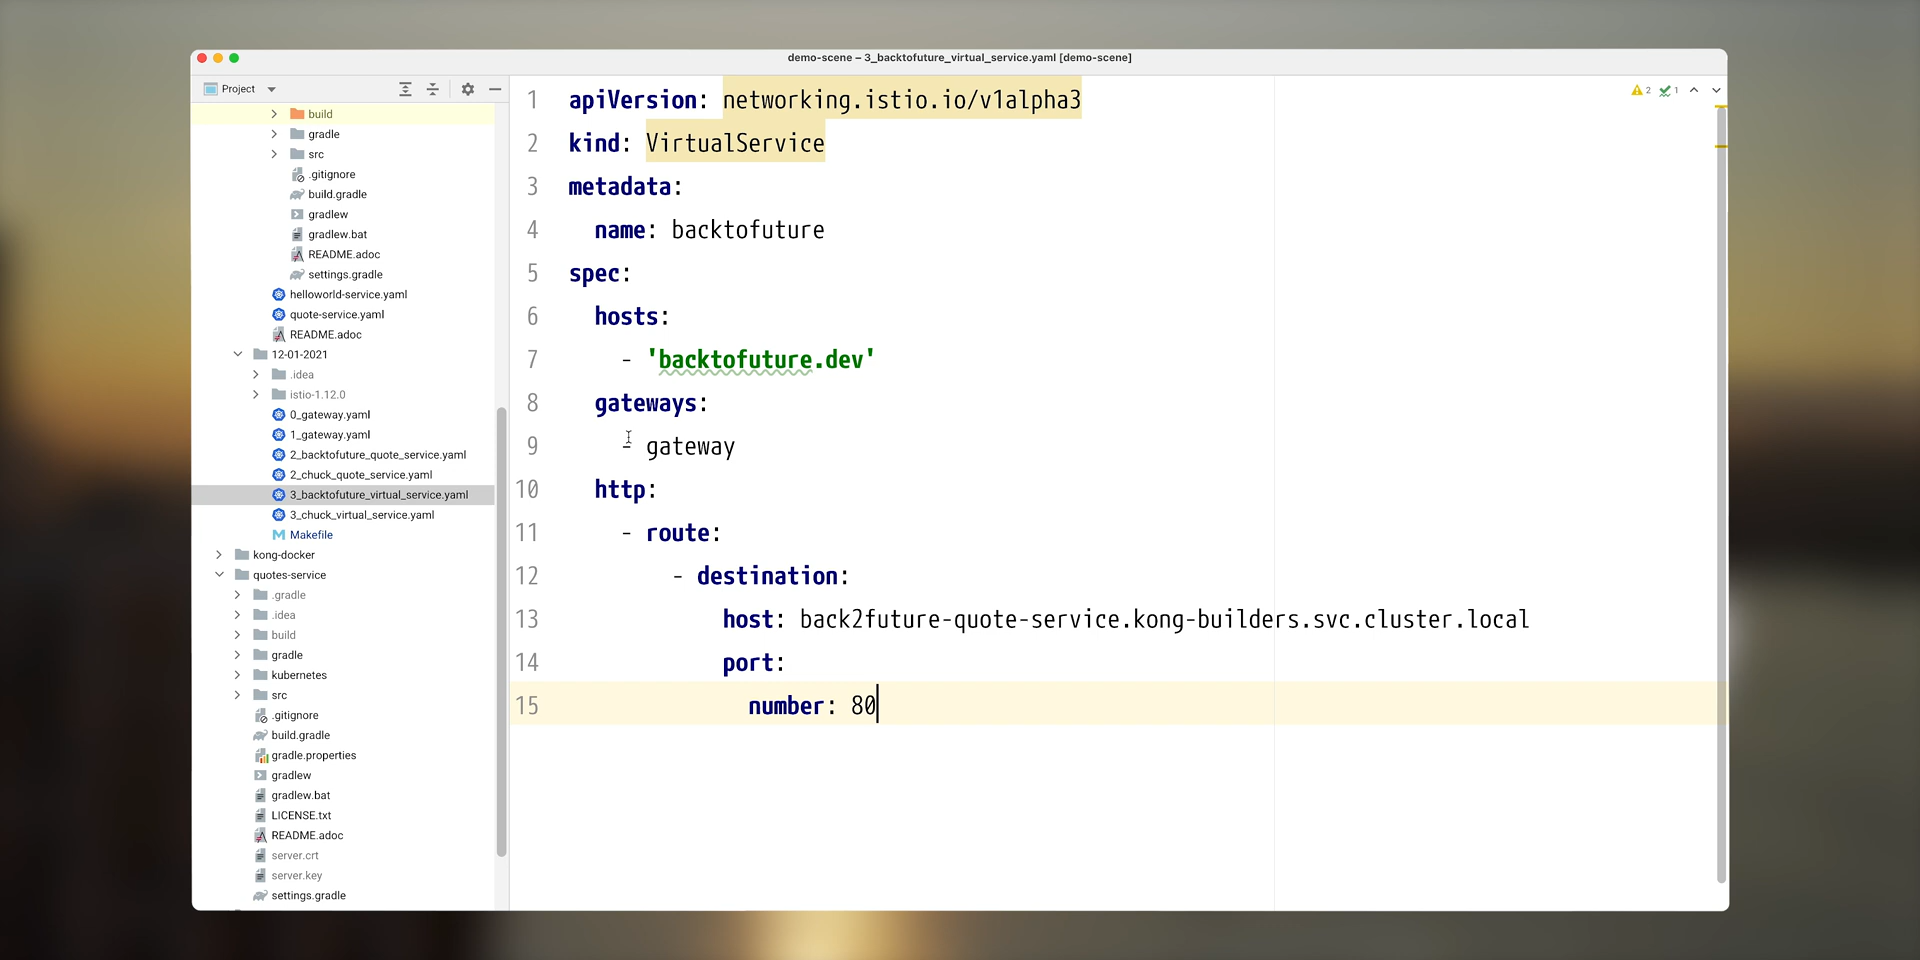 demo-scene – 3_backtofuture_virtual_service.yaml [demo-scene]
Project
build
gradle
src
.gitignore
build.gradle
gradlew
gradlew.bat
README.adoc
settings.gradle
helloworld-service.yaml
quote-service.yaml
README.adoc
12-01-2021
.idea
istio-1.12.0
0_gateway.yaml
1_gateway.yaml
2_backtofuture_quote_service.yaml
2_chuck_quote_service.yaml
3_backtofuture_virtual_service.yaml
3_chuck_virtual_service.yaml
Makefile
kong-docker
quotes-service
.gradle
.idea
build
gradle
kubernetes
src
.gitignore
build.gradle
gradle.properties
gradlew
gradlew.bat
LICENSE.txt
README.adoc
server.crt
server.key
settings.gradle
2 1
1 apiVersion: networking.istio.io/v1alpha3
2 kind: VirtualService
3 metadata:
4 name: backtofuture
5 spec:
6 hosts:
7 - 'backtofuture.dev'
8 gateways:
9 - gateway
10 http:
11 - route:
12 - destination:
13 host: back2future-quote-service.kong-builders.svc.cluster.local
14 port:
15 number: 80